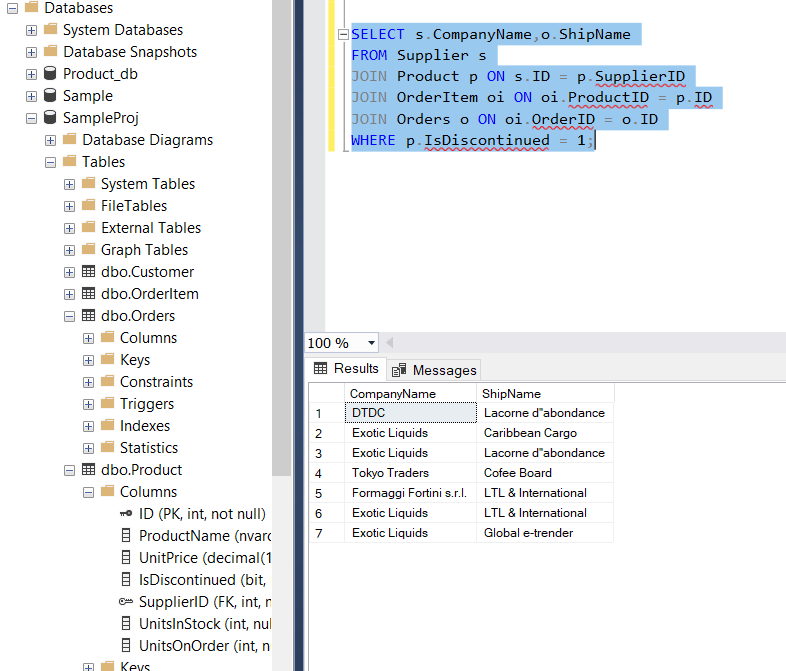 Databases
System Databases
Database Snapshots
Product_db
Sample
SampleProj
Database Diagrams
Tables
System Tables
FileTables
External Tables
Graph Tables
dbo.Customer
dbo.OrderItem
dbo.Orders
Columns
Keys
Constraints
Triggers
Indexes
Statistics
dbo.Product
Columns
ID (PK, int, not null)
ProductName (nvarc
UnitPrice (decimal(1
IsDiscontinued (bit,
SupplierID (FK, int, n
UnitsInStock (int, nul
UnitsOnOrder (int, n
Keys
SELECT s.CompanyName,o.ShipName
FROM Supplier s
JOIN Product p ON s.ID = p.SupplierID
JOIN OrderItem oi ON oi.ProductID = p.ID
JOIN Orders o ON oi.OrderID = o.ID
WHERE p.IsDiscontinued = 1;
100 %
Results Messages
CompanyName ShipName
1 DTDC Lacorne d"abondance
2 Exotic Liquids Caribbean Cargo
3 Exotic Liquids Lacorne d"abondance
4 Tokyo Traders Cofee Board
5 Formaggi Fortini s.r.l. LTL & International
6 Exotic Liquids LTL & International
7 Exotic Liquids Global e-trender